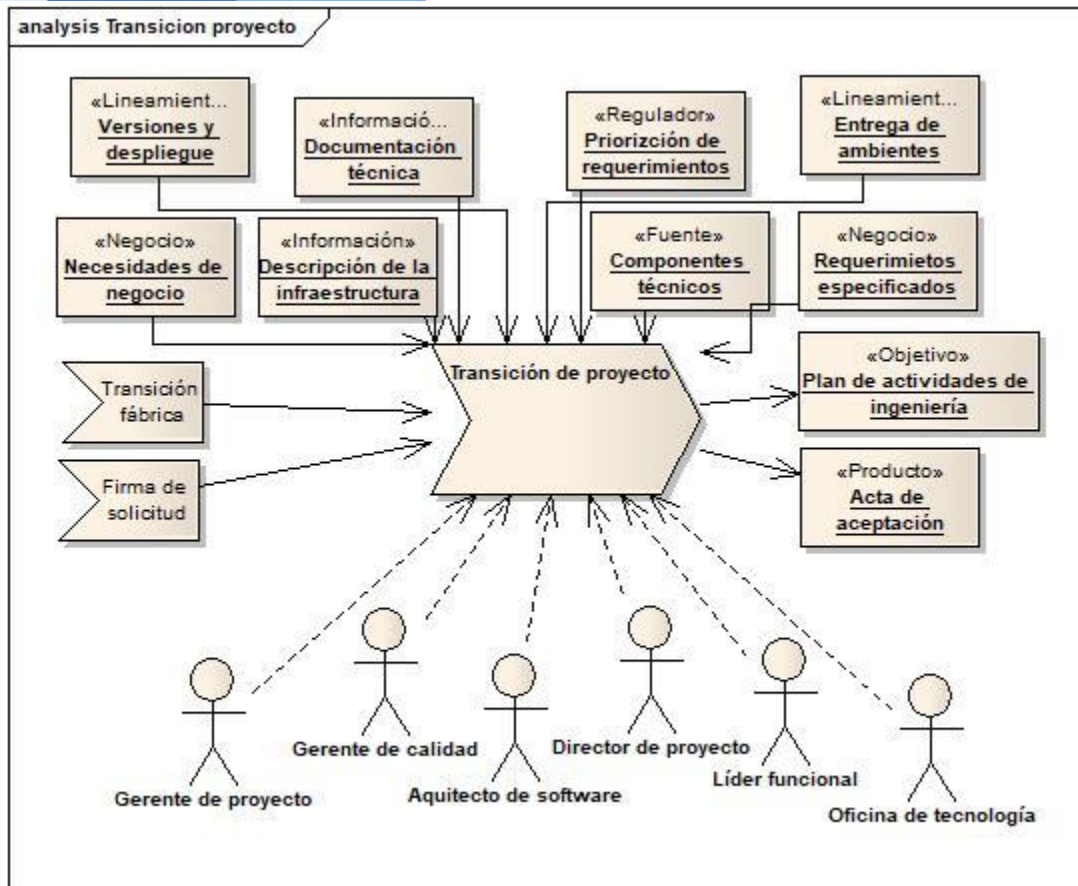 analysis Transicion proyecto
«Lineamient...
Versiones y
despliegue
«Informació...
Documentación
técnica
«Regulador»
Priorizción de
requerimientos
«Lineamient...
Entrega de
ambientes
«Negocio»
Necesidades de
negocio
«Información»
Descripción de la
infraestructura
«Fuente»
Componentes
técnicos
«Negocio»
Requerimietos
especificados
Transición
fábrica
Transición de proyecto
«Objetivo»
Plan de actividades de
ingeniería
Firma de
solicitud
«Producto»
Acta de
aceptación
Gerente de proyecto
Gerente de calidad
Aquitecto de software
Director de proyecto
Líder funcional
Oficina de tecnología